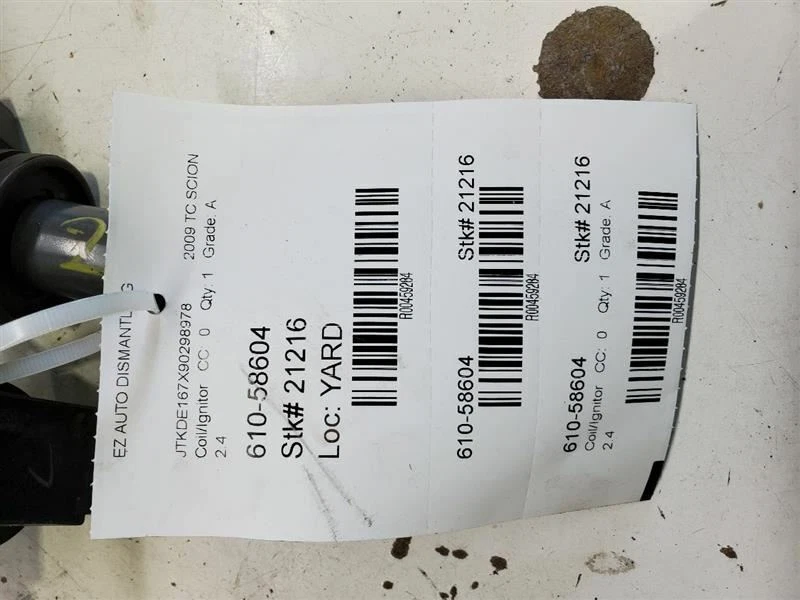 EZ AUTO DISMANTLING
JTKDE167X90298978 2009 TC SCION
Coil/Ignitor CC: 0 Qty: 1 Grade: A
2.4
610-58604
Stk# 21216
Loc: YARD
R00459284
610-58604 Stk# 21216
R00459284
610-58604 Stk# 21216
Coil/Ignitor CC: 0 Qty: 1 Grade: A
2.4
R00459284